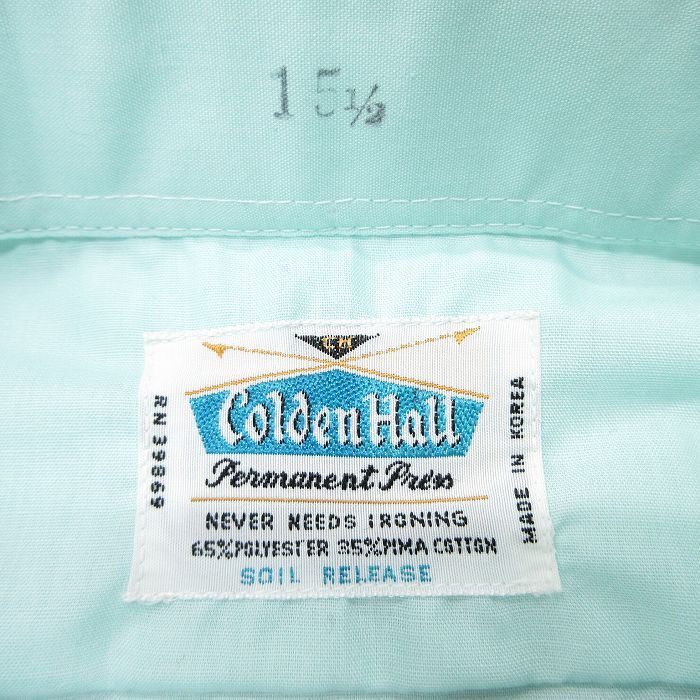 15½
CH
Colden Hall
Permanent Press
NEVER NEEDS IRONING
65% POLYESTER 35% PIMA COTTON
SOIL RELEASE
RN 39869
MADE IN KOREA